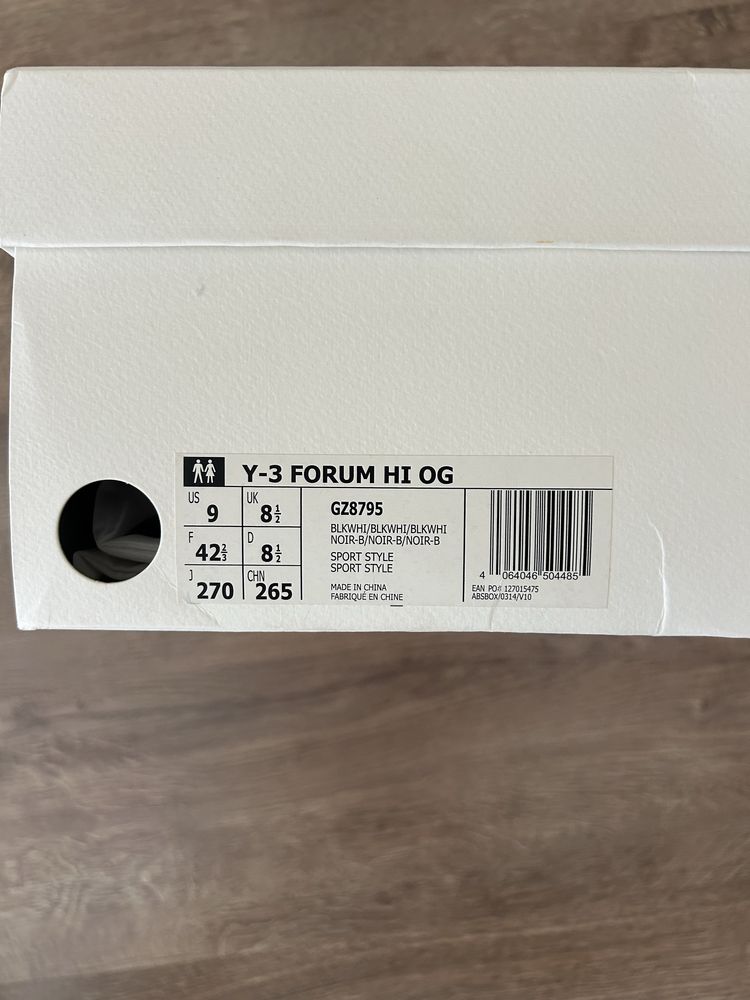 Y-3 FORUM HI OG
US 9
UK 8½
F 42⅔
D 8½
J 270
CHN 265
GZ8795
BLKWHI/BLKWHI/BLKWHI
NOIR-B/NOIR-B/NOIR-B
SPORT STYLE
SPORT STYLE
MADE IN CHINA
FABRIQUÉ EN CHINE
4 064046 504485
EAN PO# 127015475
ABSBOX/0314/V10